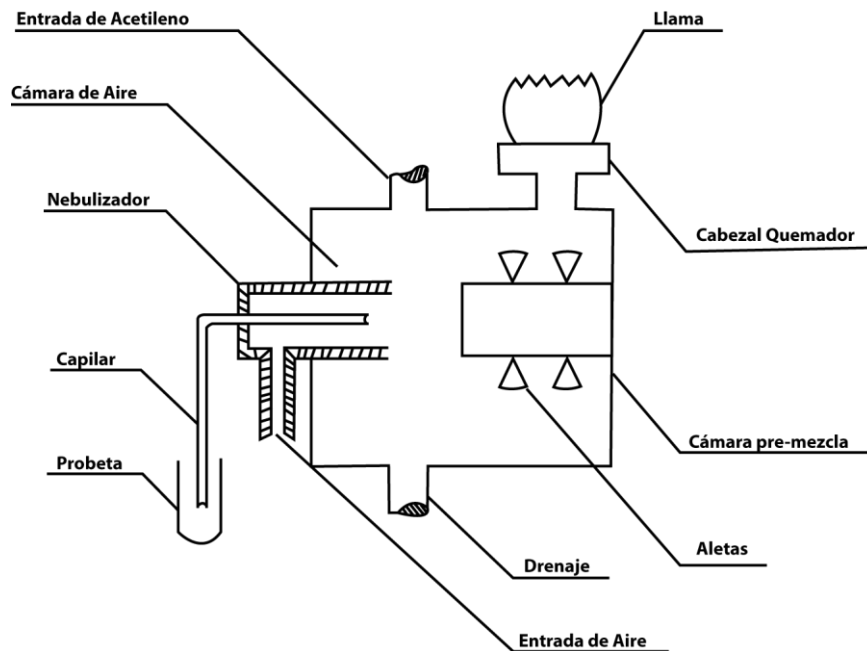 Entrada de Acetileno
Llama
Cámara de Aire
Nebulizador
Cabezal Quemador
Capilar
Cámara pre-mezcla
Probeta
Aletas
Drenaje
Entrada de Aire